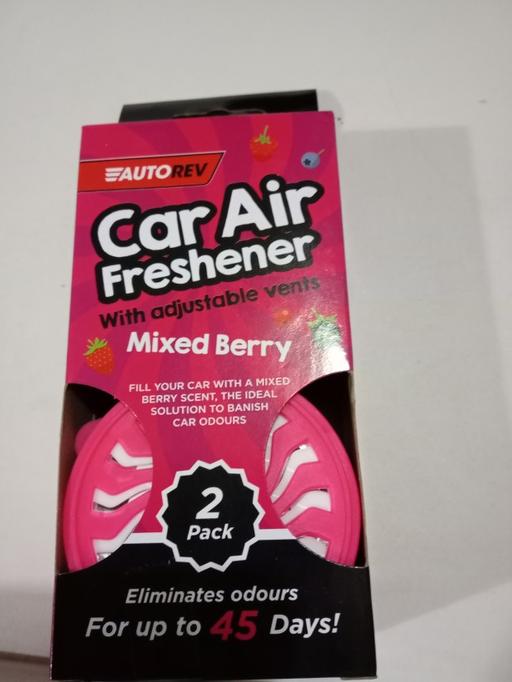 AUTOREV
Car Air
Freshener
With adjustable vents
Mixed Berry
FILL YOUR CAR WITH A MIXED
BERRY SCENT, THE IDEAL
SOLUTION TO BANISH
CAR ODOURS
2
Pack
Eliminates odours
For up to 45 Days!